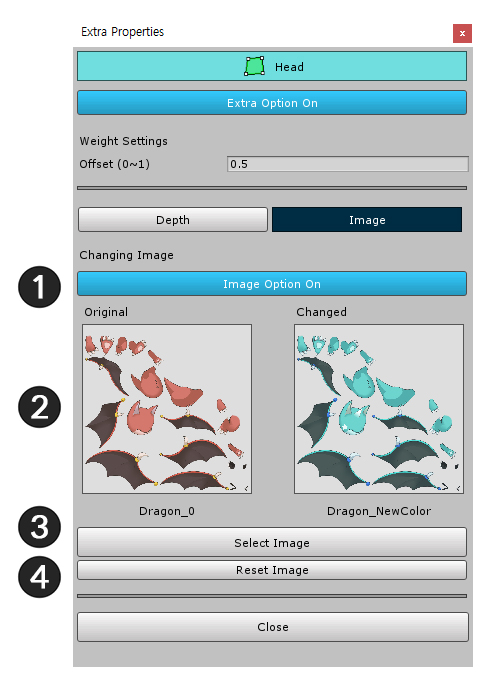 Extra Properties
x
Head
Extra Option On
Weight Settings
Offset (0~1) 0.5
Depth Image
Changing Image
1 Image Option On
Original Changed
2
Dragon_0 Dragon_NewColor
3 Select Image
4 Reset Image
Close